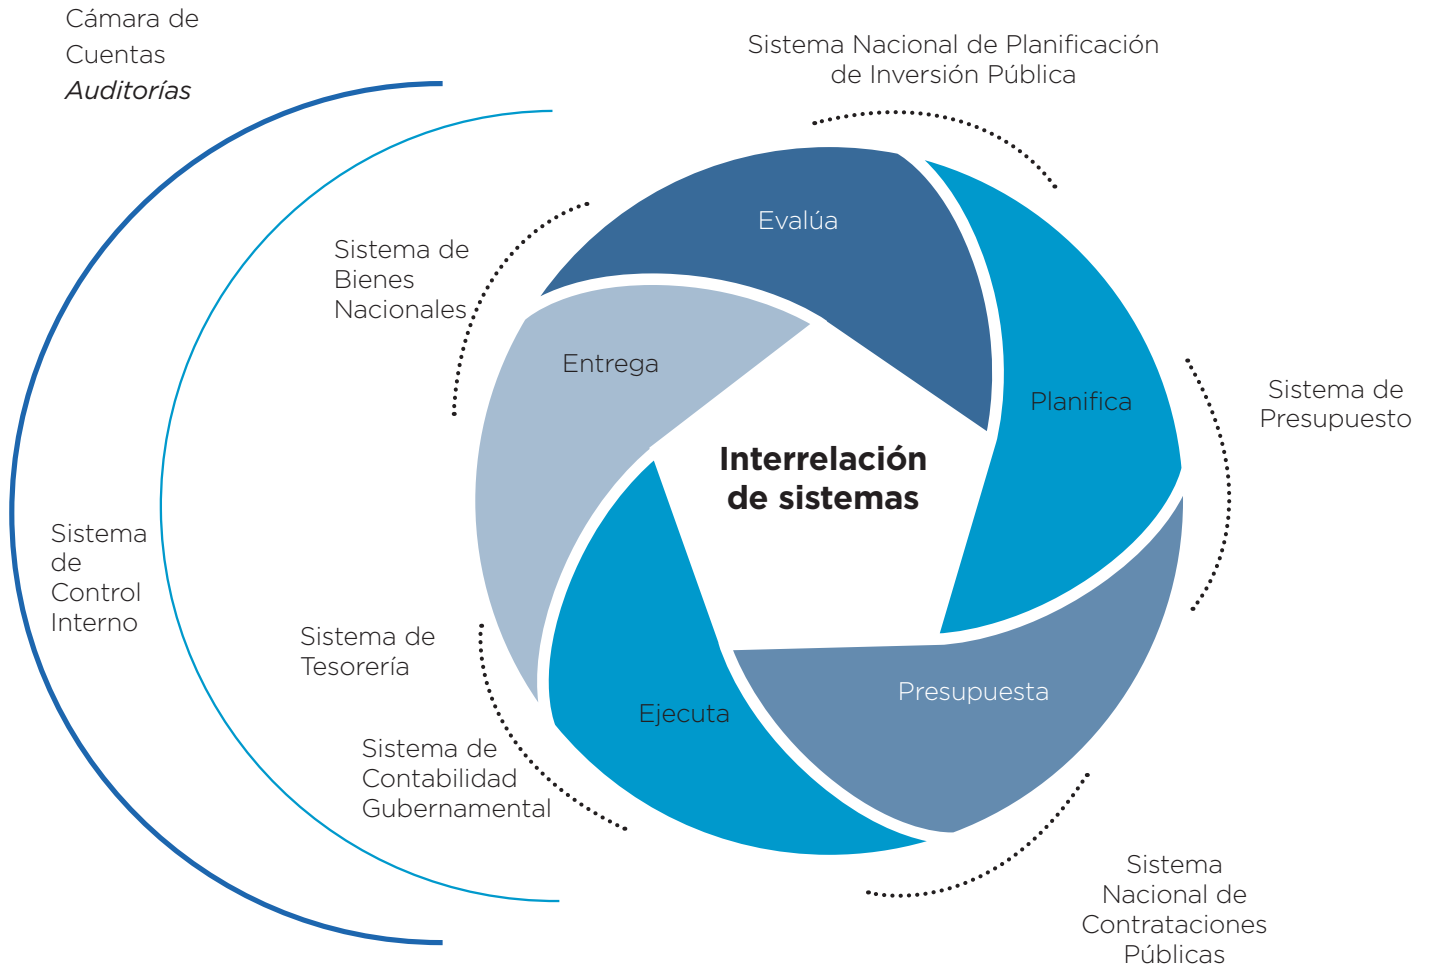 Cámara de
Cuentas
Auditorías
Sistema Nacional de Planificación
de Inversión Pública
Evalúa
Sistema de
Bienes
Nacionales
Entrega
Planifica
Sistema de
Presupuesto
Interrelación
de sistemas
Sistema
de
Control
Interno
Sistema de
Tesorería
Presupuesta
Ejecuta
Sistema de
Contabilidad
Gubernamental
Sistema
Nacional de
Contrataciones
Públicas